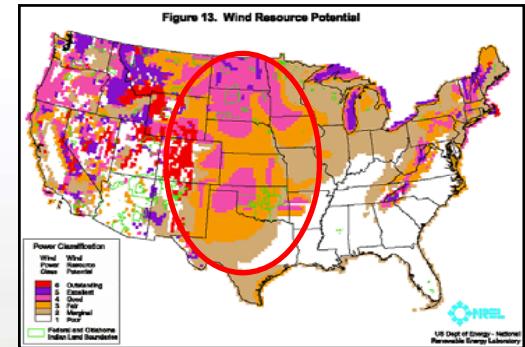 Figure 13. Wind Resource Potential
Power Classification
Wind Wind
Power Resource
Class Potential
6 Outstanding
5 Excellent
4 Good
3 Fair
2 Marginal
1 Poor
Federal and Oklahoma
Indian Land Boundaries
NREL
US Dept of Energy - National
Renewable Energy Laboratory